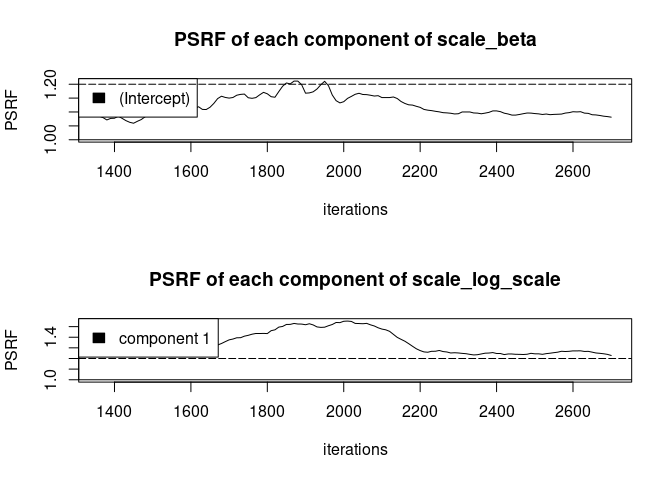 PSRF of each component of scale_beta
PSRF
1.00 1.20
(Intercept)
1400 1600 1800 2000 2200 2400 2600
iterations
PSRF of each component of scale_log_scale
PSRF
1.0 1.4
component 1
1400 1600 1800 2000 2200 2400 2600
iterations